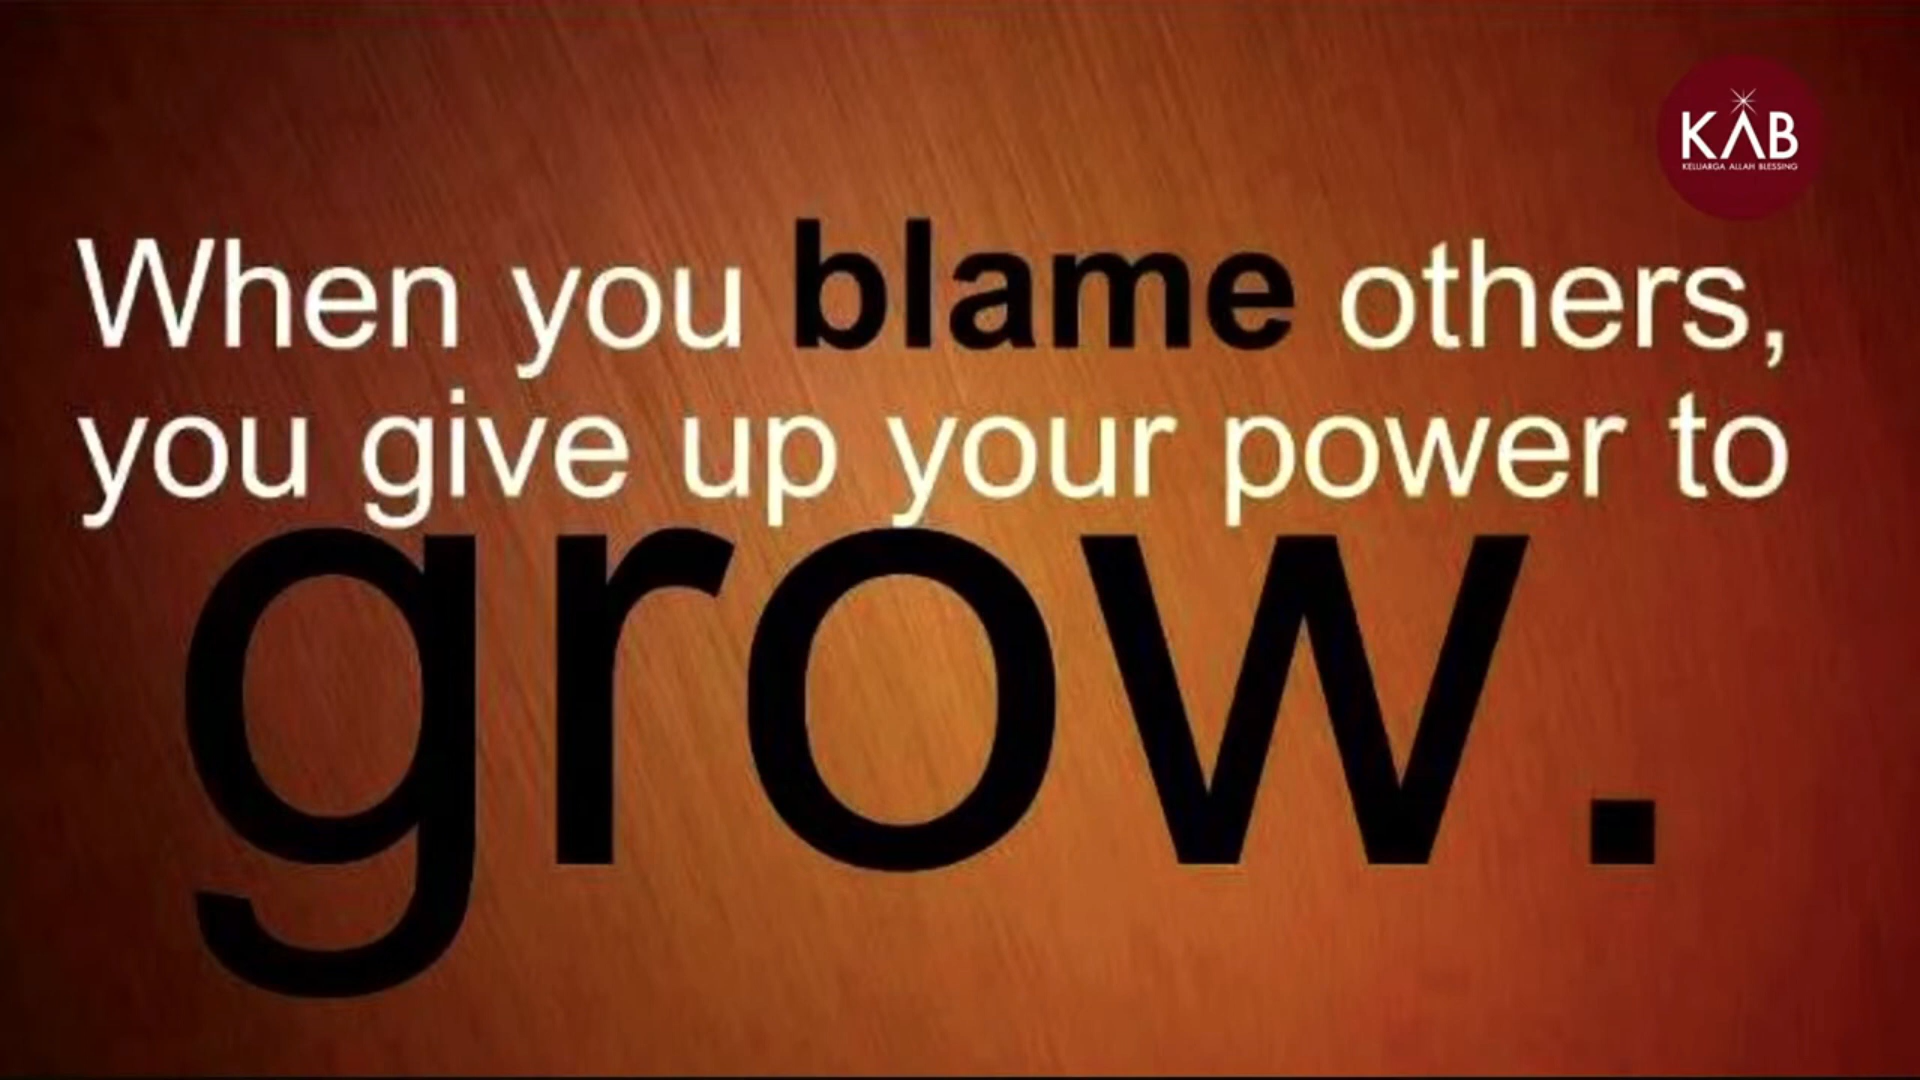 KAB
KELUARGA ALLAH BLESSING
When you blame others,
you give up your power to
grow.